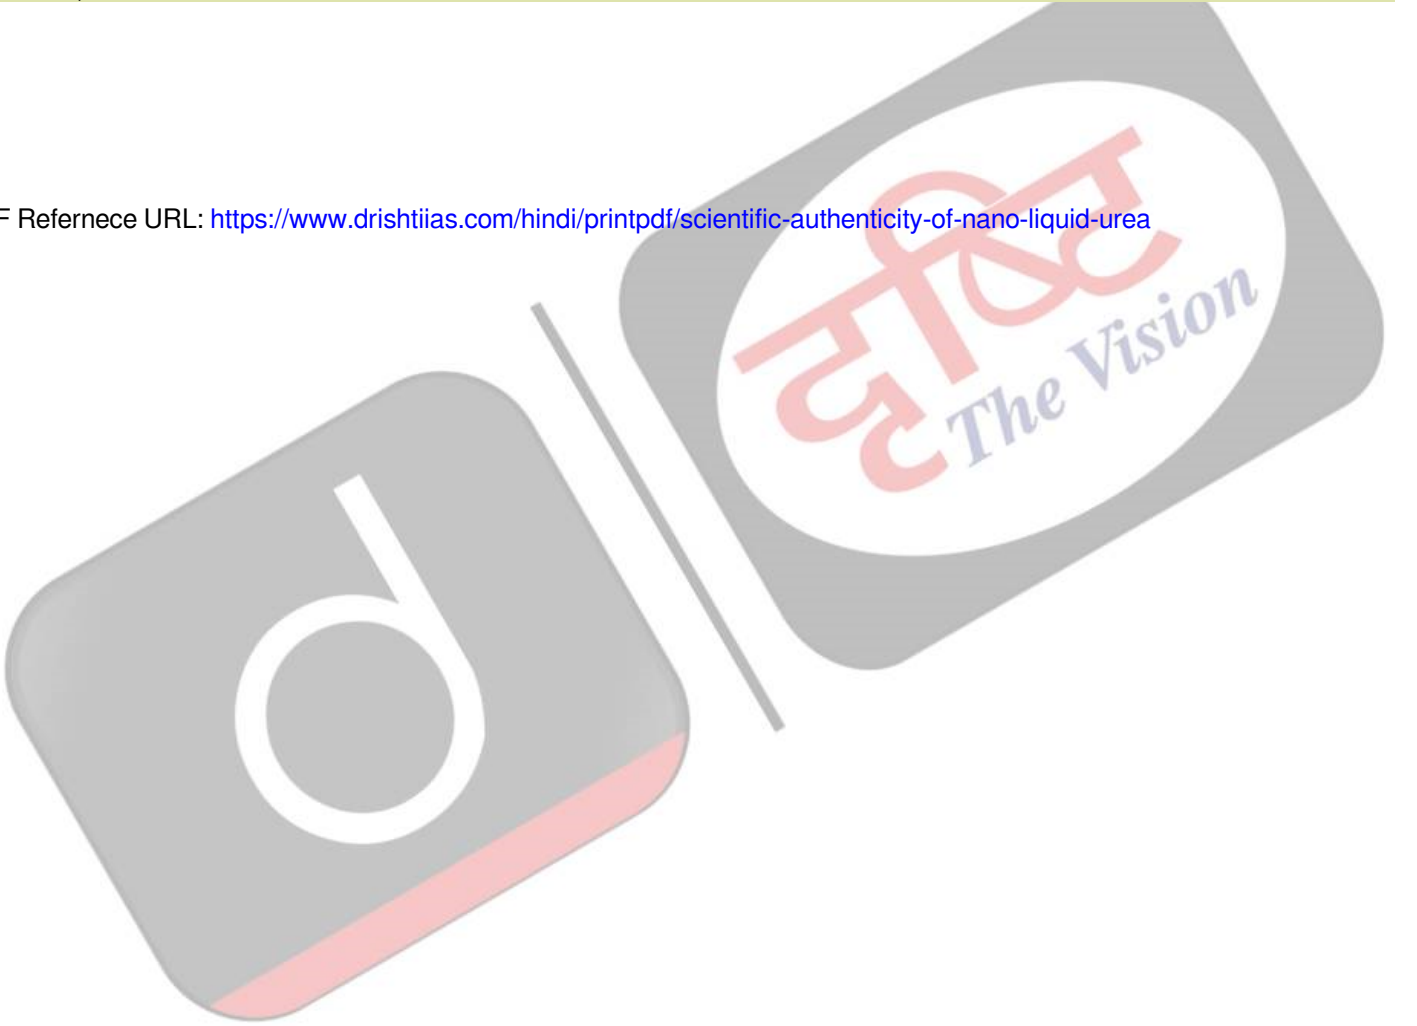 F Refernece URL: https://www.drishtiias.com/hindi/printpdf/scientific-authenticity-of-nano-liquid-urea
दृष्टि
The Vision
d